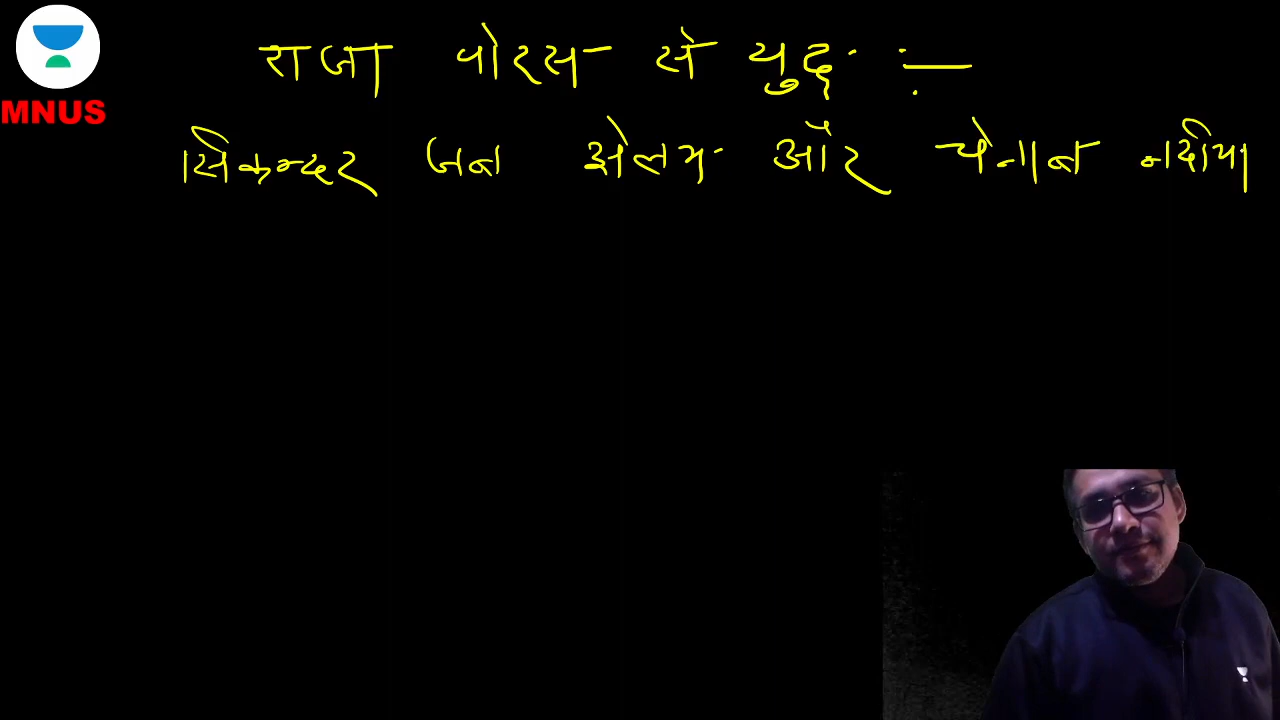 MNUS
राजा पोरस से युद्ध :-
सिकन्दर जब झेलम और चेनाब नदीया